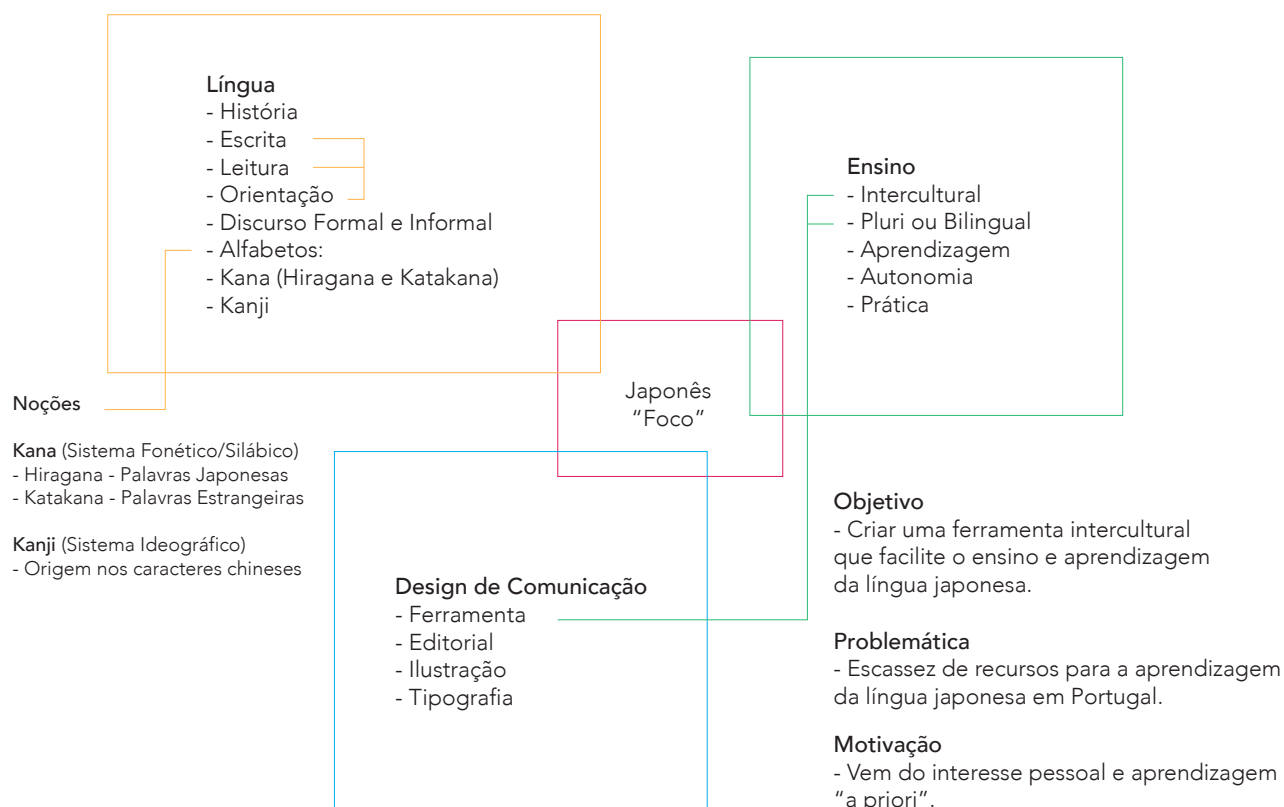 Língua
- História
- Escrita
- Leitura
- Orientação
- Discurso Formal e Informal
- Alfabetos:
- Kana (Hiragana e Katakana)
- Kanji
Ensino
- Intercultural
- Pluri ou Bilingual
- Aprendizagem
- Autonomia
- Prática
Japonês
“Foco”
Noções
Kana (Sistema Fonético/Silábico)
- Hiragana - Palavras Japonesas
- Katakana - Palavras Estrangeiras
Kanji (Sistema Ideográfico)
- Origem nos caracteres chineses
Design de Comunicação
- Ferramenta
- Editorial
- Ilustração
- Tipografia
Objetivo
- Criar uma ferramenta intercultural
que facilite o ensino e aprendizagem
da língua japonesa.
Problemática
- Escassez de recursos para a aprendizagem
da língua japonesa em Portugal.
Motivação
- Vem do interesse pessoal e aprendizagem
“a priori”.